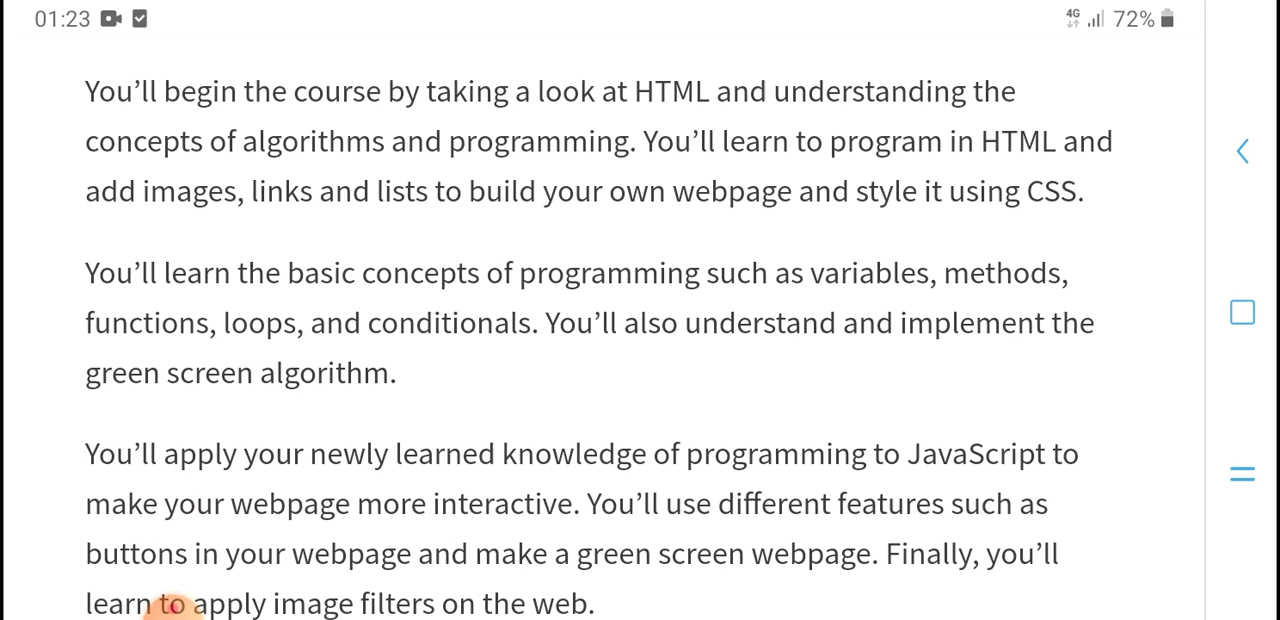 01:23
4G
72%
You’ll begin the course by taking a look at HTML and understanding the
concepts of algorithms and programming. You’ll learn to program in HTML and
add images, links and lists to build your own webpage and style it using CSS.
You’ll learn the basic concepts of programming such as variables, methods,
functions, loops, and conditionals. You’ll also understand and implement the
green screen algorithm.
You’ll apply your newly learned knowledge of programming to JavaScript to
make your webpage more interactive. You’ll use different features such as
buttons in your webpage and make a green screen webpage. Finally, you’ll
learn to apply image filters on the web.